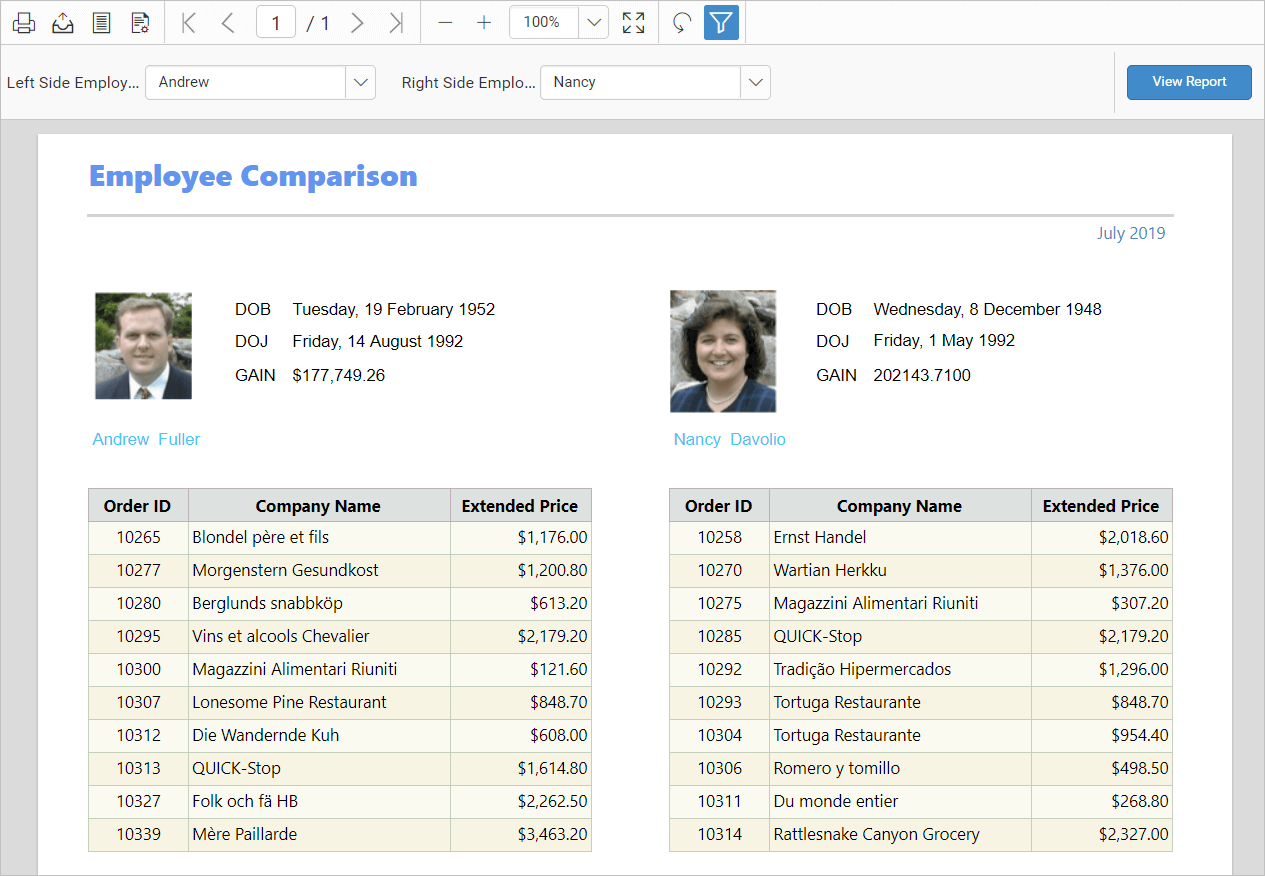 1 / 1 100%
Left Side Employ... Andrew Right Side Emplo... Nancy View Report
Employee Comparison
July 2019
DOB Tuesday, 19 February 1952
DOJ Friday, 14 August 1992
GAIN $177,749.26
Andrew Fuller
DOB Wednesday, 8 December 1948
DOJ Friday, 1 May 1992
GAIN 202143.7100
Nancy Davolio
Order ID Company Name Extended Price
10265 Blondel père et fils $1,176.00
10277 Morgenstern Gesundkost $1,200.80
10280 Berglunds snabbköp $613.20
10295 Vins et alcools Chevalier $2,179.20
10300 Magazzini Alimentari Riuniti $121.60
10307 Lonesome Pine Restaurant $848.70
10312 Die Wandernde Kuh $608.00
10313 QUICK-Stop $1,614.80
10327 Folk och fä HB $2,262.50
10339 Mère Paillarde $3,463.20
Order ID Company Name Extended Price
10258 Ernst Handel $2,018.60
10270 Wartian Herkku $1,376.00
10275 Magazzini Alimentari Riuniti $307.20
10285 QUICK-Stop $2,179.20
10292 Tradição Hipermercados $1,296.00
10293 Tortuga Restaurante $848.70
10304 Tortuga Restaurante $954.40
10306 Romero y tomillo $498.50
10311 Du monde entier $268.80
10314 Rattlesnake Canyon Grocery $2,327.00